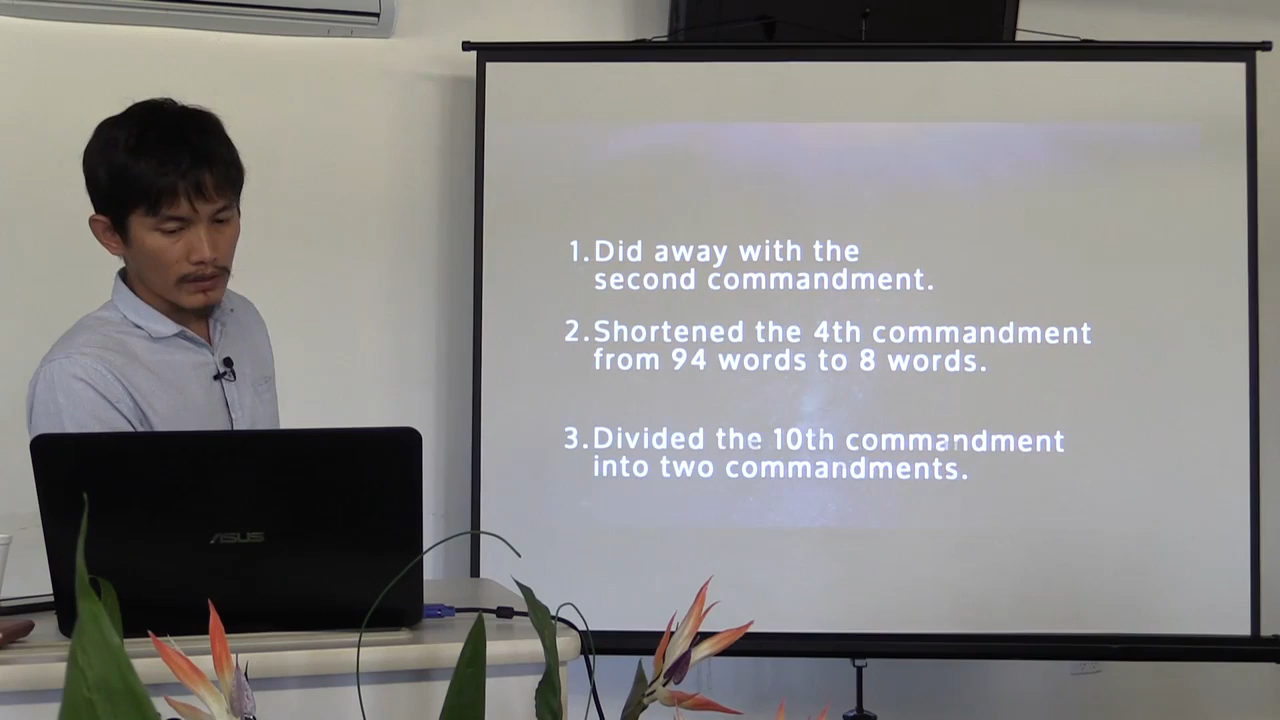 1. Did away with the
second commandment.
2. Shortened the 4th commandment
from 94 words to 8 words.
3. Divided the 10th commandment
into two commandments.
ASUS